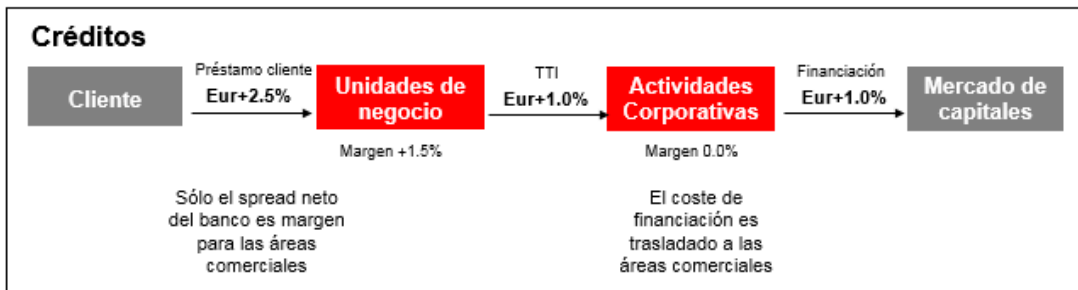 Créditos
Préstamo cliente
TTI
Financiación
Cliente
Eur+2.5%
Unidades de
negocio
Eur+1.0%
Actividades
Corporativas
Eur+1.0%
Mercado de
capitales
Margen +1.5%
Margen 0.0%
Sólo el spread neto
del banco es margen
para las áreas
comerciales
El coste de
financiación es
trasladado a las
áreas comerciales